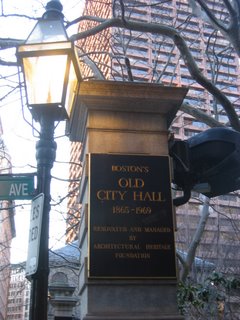 AVE
BOSTON'S
OLD
CITY HALL
1865-1969
RENOVATED AND MANAGED
BY
ARCHITECTURAL HERITAGE
FOUNDATION